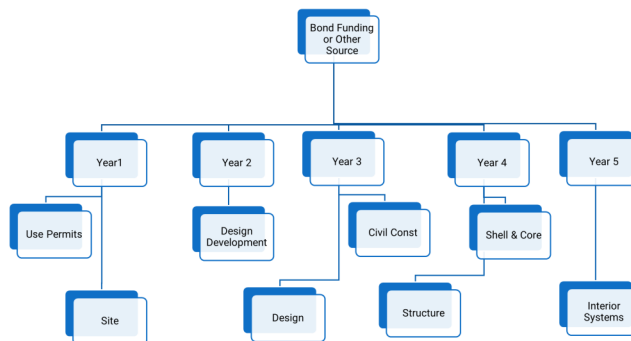 Bond Funding
or Other
Source
Year1
Year 2
Year 3
Year 4
Year 5
Use Permits
Design
Development
Civil Const
Shell & Core
Site
Design
Structure
Interior
Systems